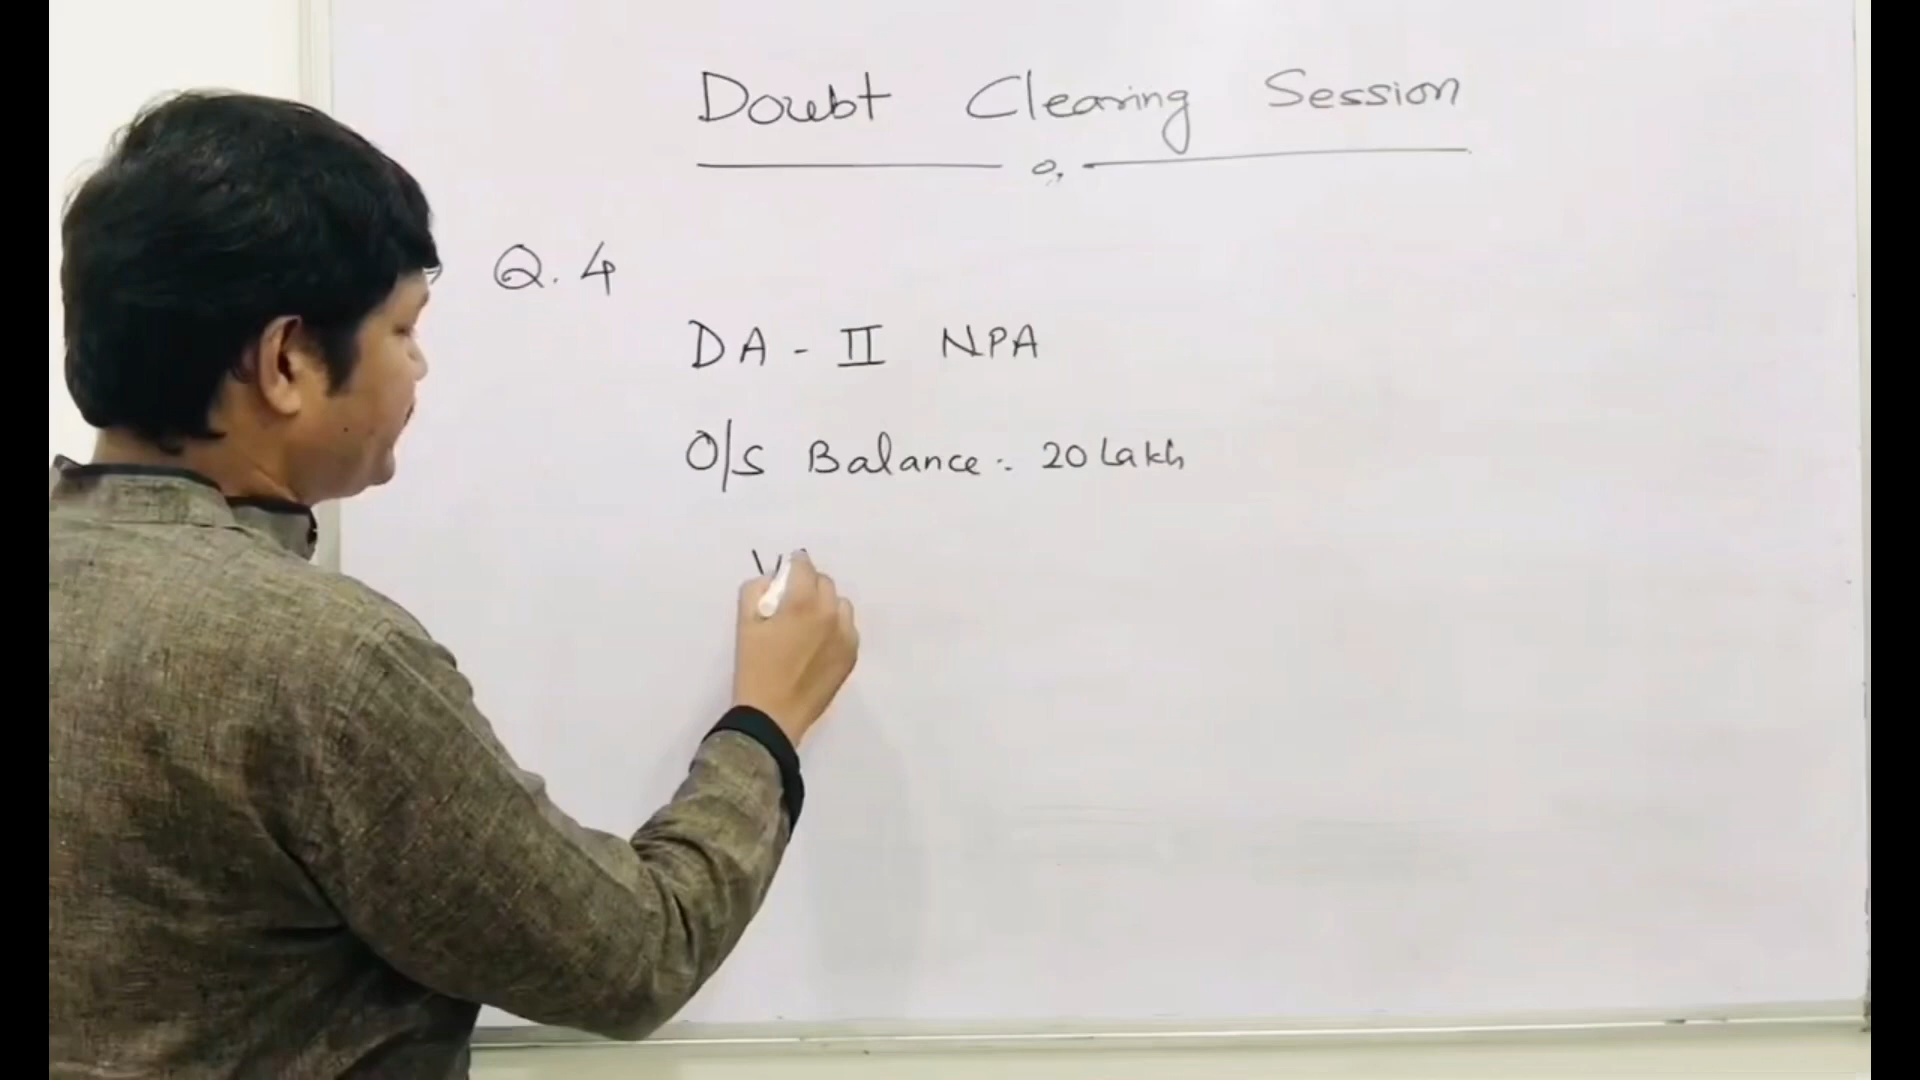 Doubt Clearing Session
Q. 4
DA - II NPA
O/S Balance :- 20 Lakh